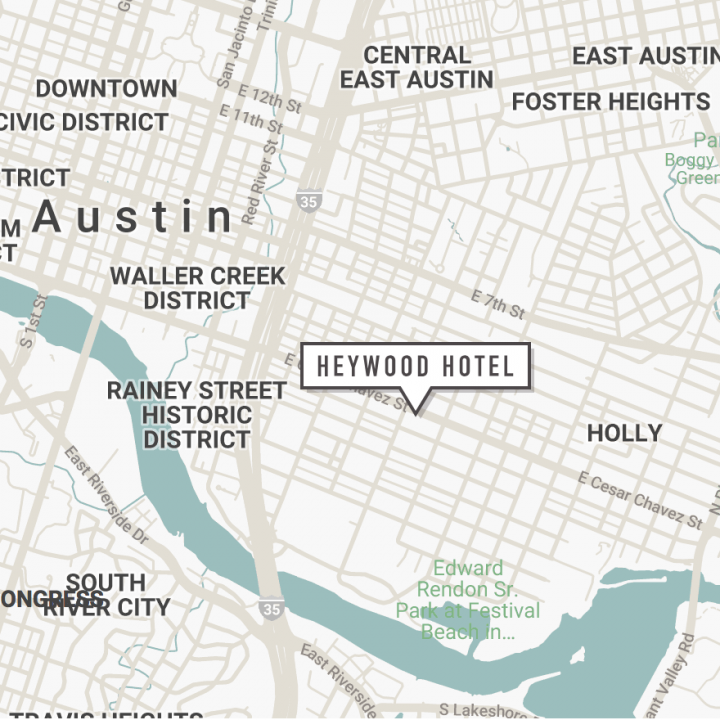 San Jacinto
Trini
CENTRAL
EAST AUSTIN
EAST AUSTIN
DOWNTOWN
E 12th St
FOSTER HEIGHTS
E 11th St
CIVIC DISTRICT
Boggy
Green
TRICT
Red River St
35
Austin
M
CT
WALLER CREEK
DISTRICT
S 1st St
E 7th St
HEYWOOD HOTEL
RAINEY STREET
HISTORIC
DISTRICT
avez St
HOLLY
East Riverside Dr
E Cesar Chavez St
Edward
Rendon Sr.
Park at Festival
Beach in...
SOUTH
RIVER CITY
ONGRESS
35
East Riverside
ant Valley Rd
S Lakeshore
TRAVIS HEIGHTS